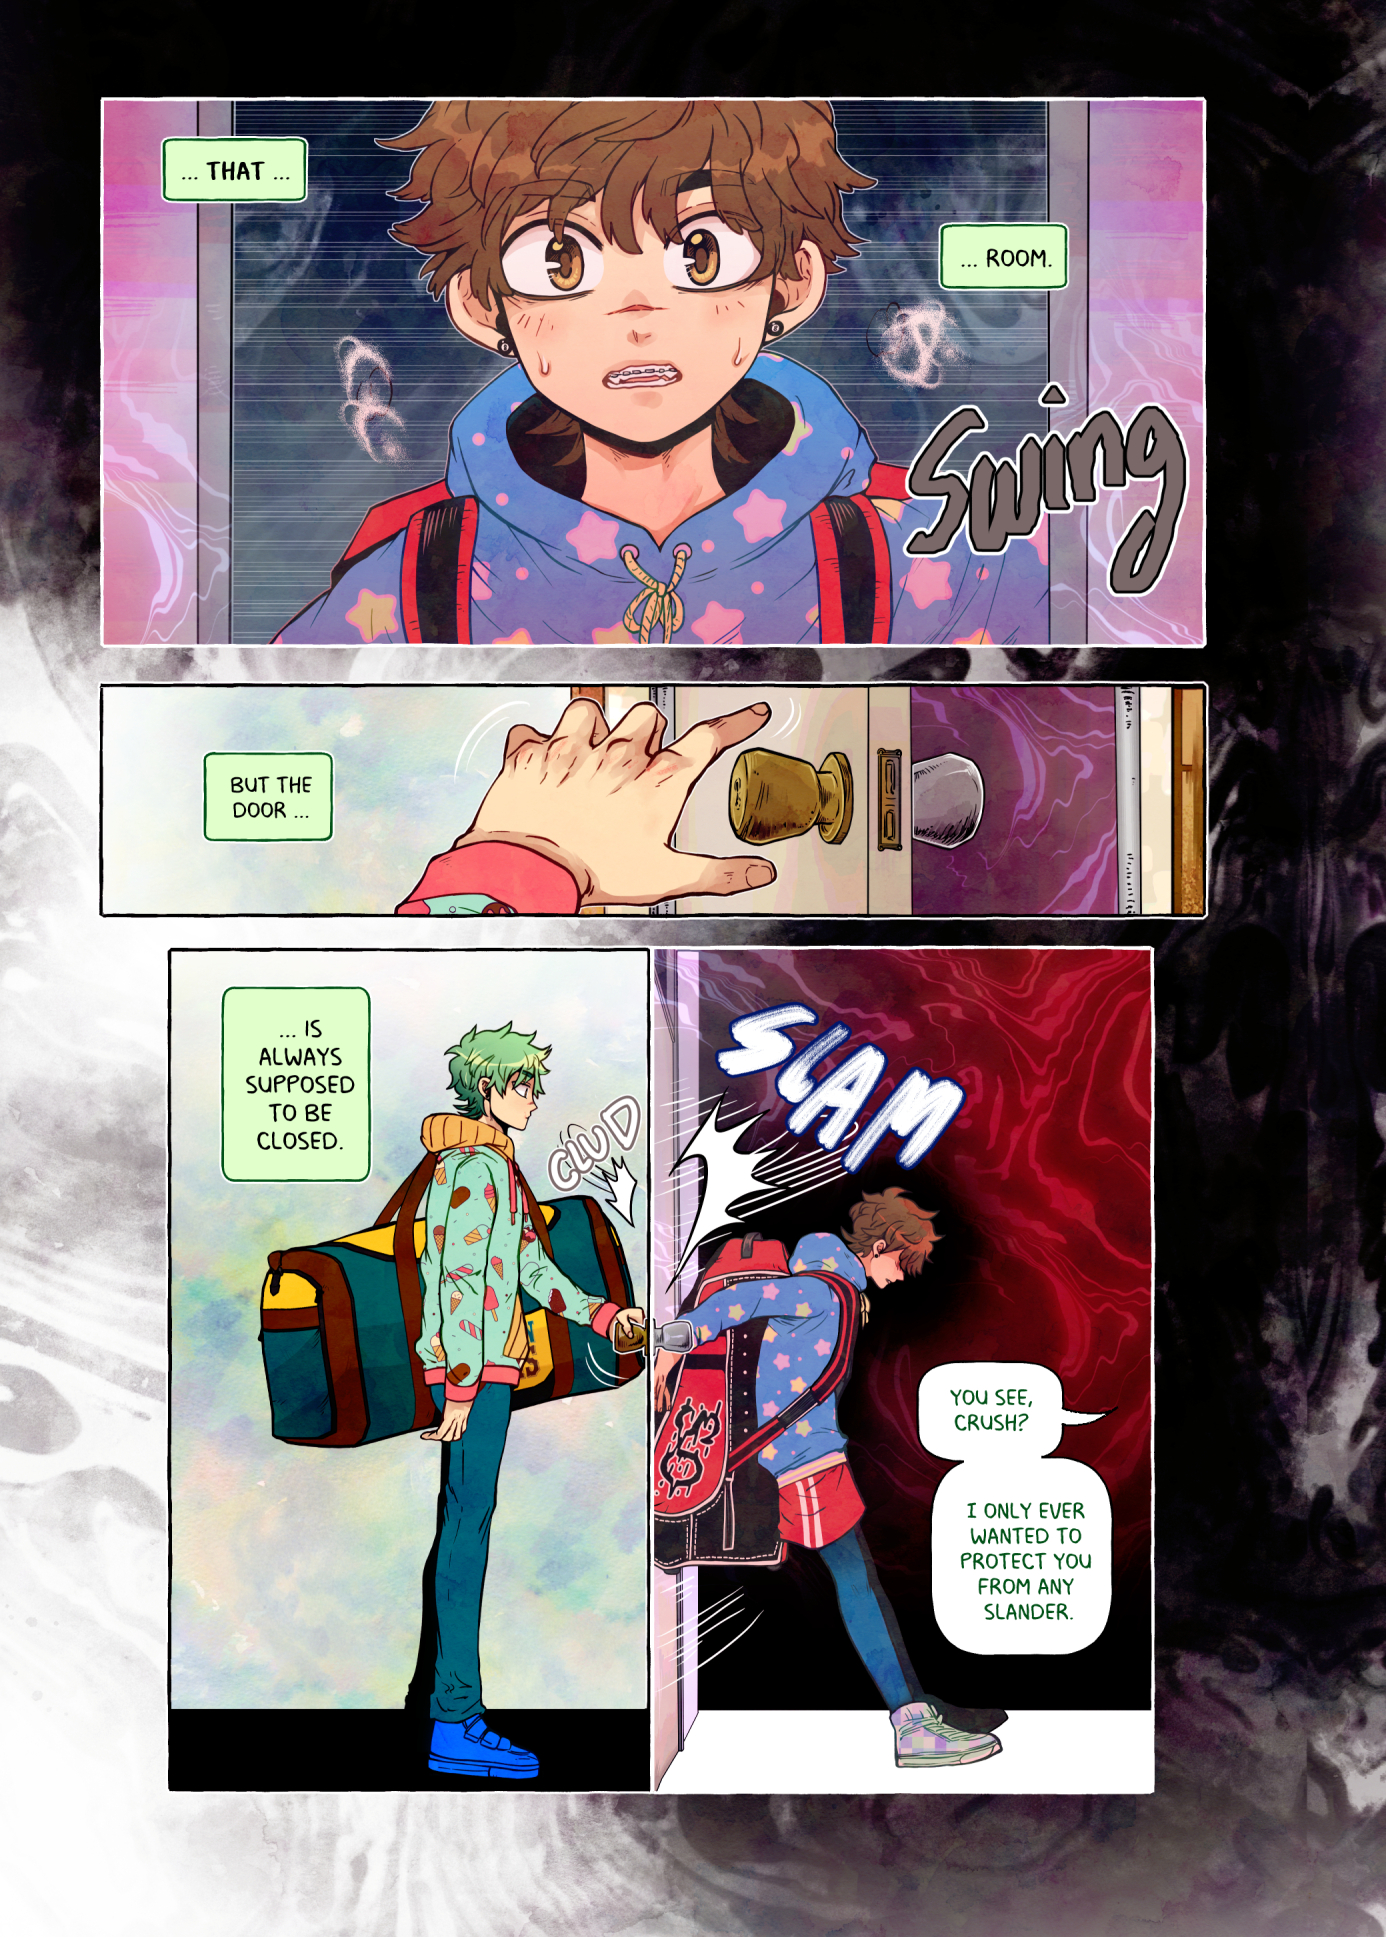 ... THAT ...
... ROOM.
Swing
BUT THE
DOOR ...
... IS
ALWAYS
SUPPOSED
TO BE
CLOSED.
CLUD
SLAM
YOU SEE,
CRUSH?
I ONLY EVER
WANTED TO
PROTECT YOU
FROM ANY
SLANDER.